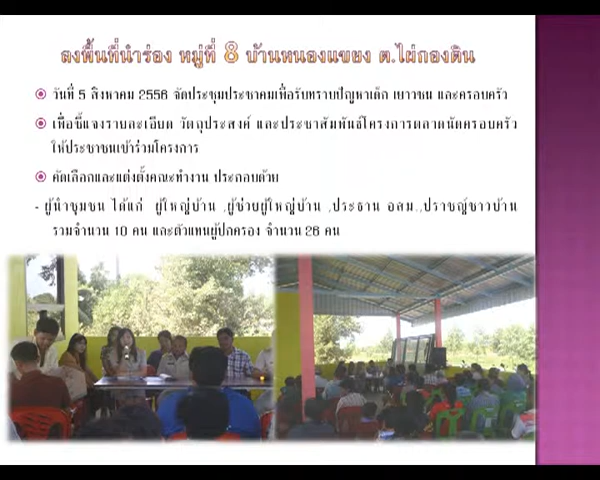 ลงพื้นที่นำร่อง หมู่ที่ 8 บ้านหนองแขยง ต.ไผ่กองดิน
วันที่ 5 สิงหาคม 2556 จัดประชุมประชาคมเพื่อรับทราบปัญหาเด็ก เยาวชน และครอบครัว
เพื่อชี้แจงรายละเอียด วัตถุประสงค์ และประชาสัมพันธ์โครงการตลาดนัดครอบครัว
ให้ประชาชนเข้าร่วมโครงการ
คัดเลือกและแต่งตั้งคณะทำงาน ประกอบด้วย
- ผู้นำชุมชน ได้แก่ ผู้ใหญ่บ้าน ,ผู้ช่วยผู้ใหญ่บ้าน ,ประธาน อสม.,ปราชญ์ชาวบ้าน
รวมจำนวน 10 คน และตัวแทนผู้ปกครอง จำนวน 26 คน